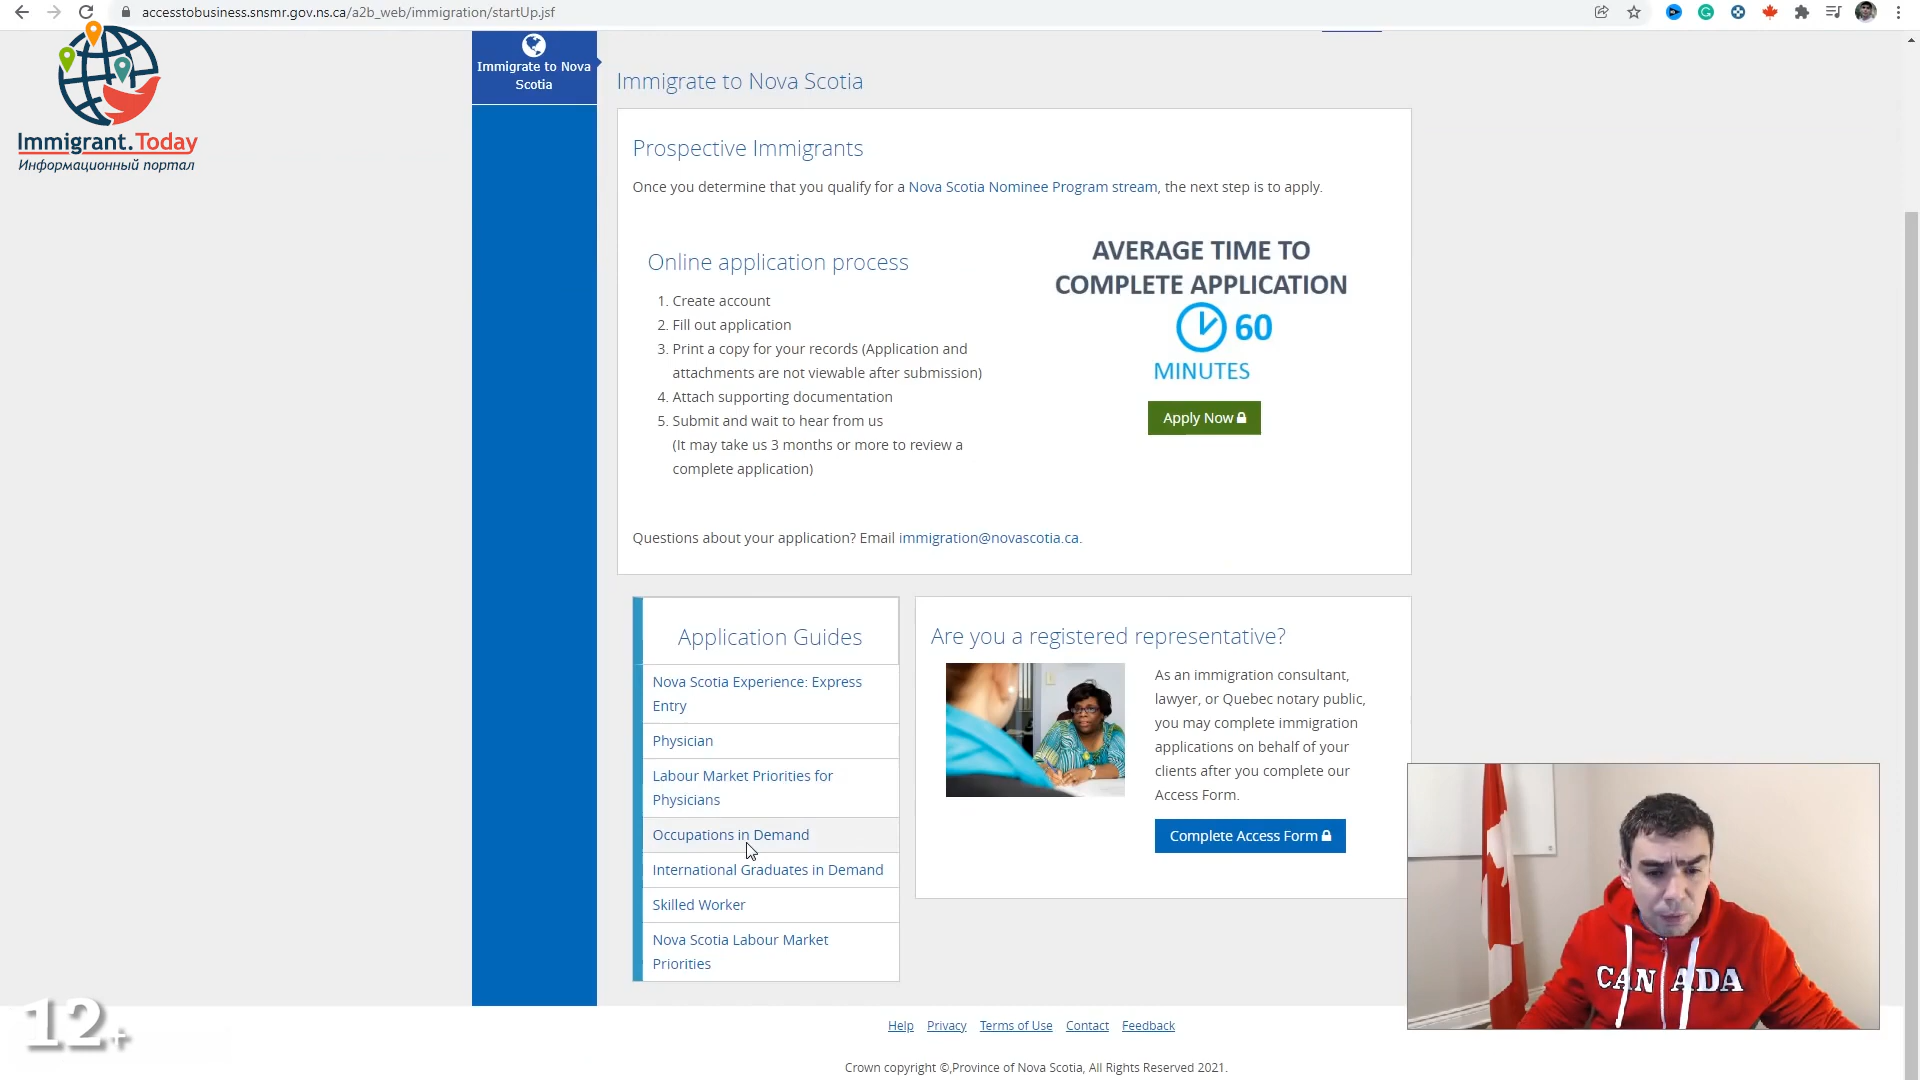 accesstobusiness.snsmr.gov.ns.ca/a2b_web/immigration/startUp.jsf
Immigrant.Today
Информационный портал
Immigrate to Nova
Scotia
Immigrate to Nova Scotia
Prospective Immigrants
Once you determine that you qualify for a Nova Scotia Nominee Program stream, the next step is to apply.
Online application process
1. Create account
2. Fill out application
3. Print a copy for your records (Application and
attachments are not viewable after submission)
4. Attach supporting documentation
5. Submit and wait to hear from us
(It may take us 3 months or more to review a
complete application)
AVERAGE TIME TO
COMPLETE APPLICATION
60
MINUTES
Apply Now
Questions about your application? Email immigration@novascotia.ca.
Application Guides
Nova Scotia Experience: Express
Entry
Physician
Labour Market Priorities for
Physicians
Occupations in Demand
International Graduates in Demand
Skilled Worker
Nova Scotia Labour Market
Priorities
Are you a registered representative?
As an immigration consultant,
lawyer, or Quebec notary public,
you may complete immigration
applications on behalf of your
clients after you complete our
Access Form.
Complete Access Form
CANADA
12+
Help Privacy Terms of Use Contact Feedback
Crown copyright ©,Province of Nova Scotia, All Rights Reserved 2021.